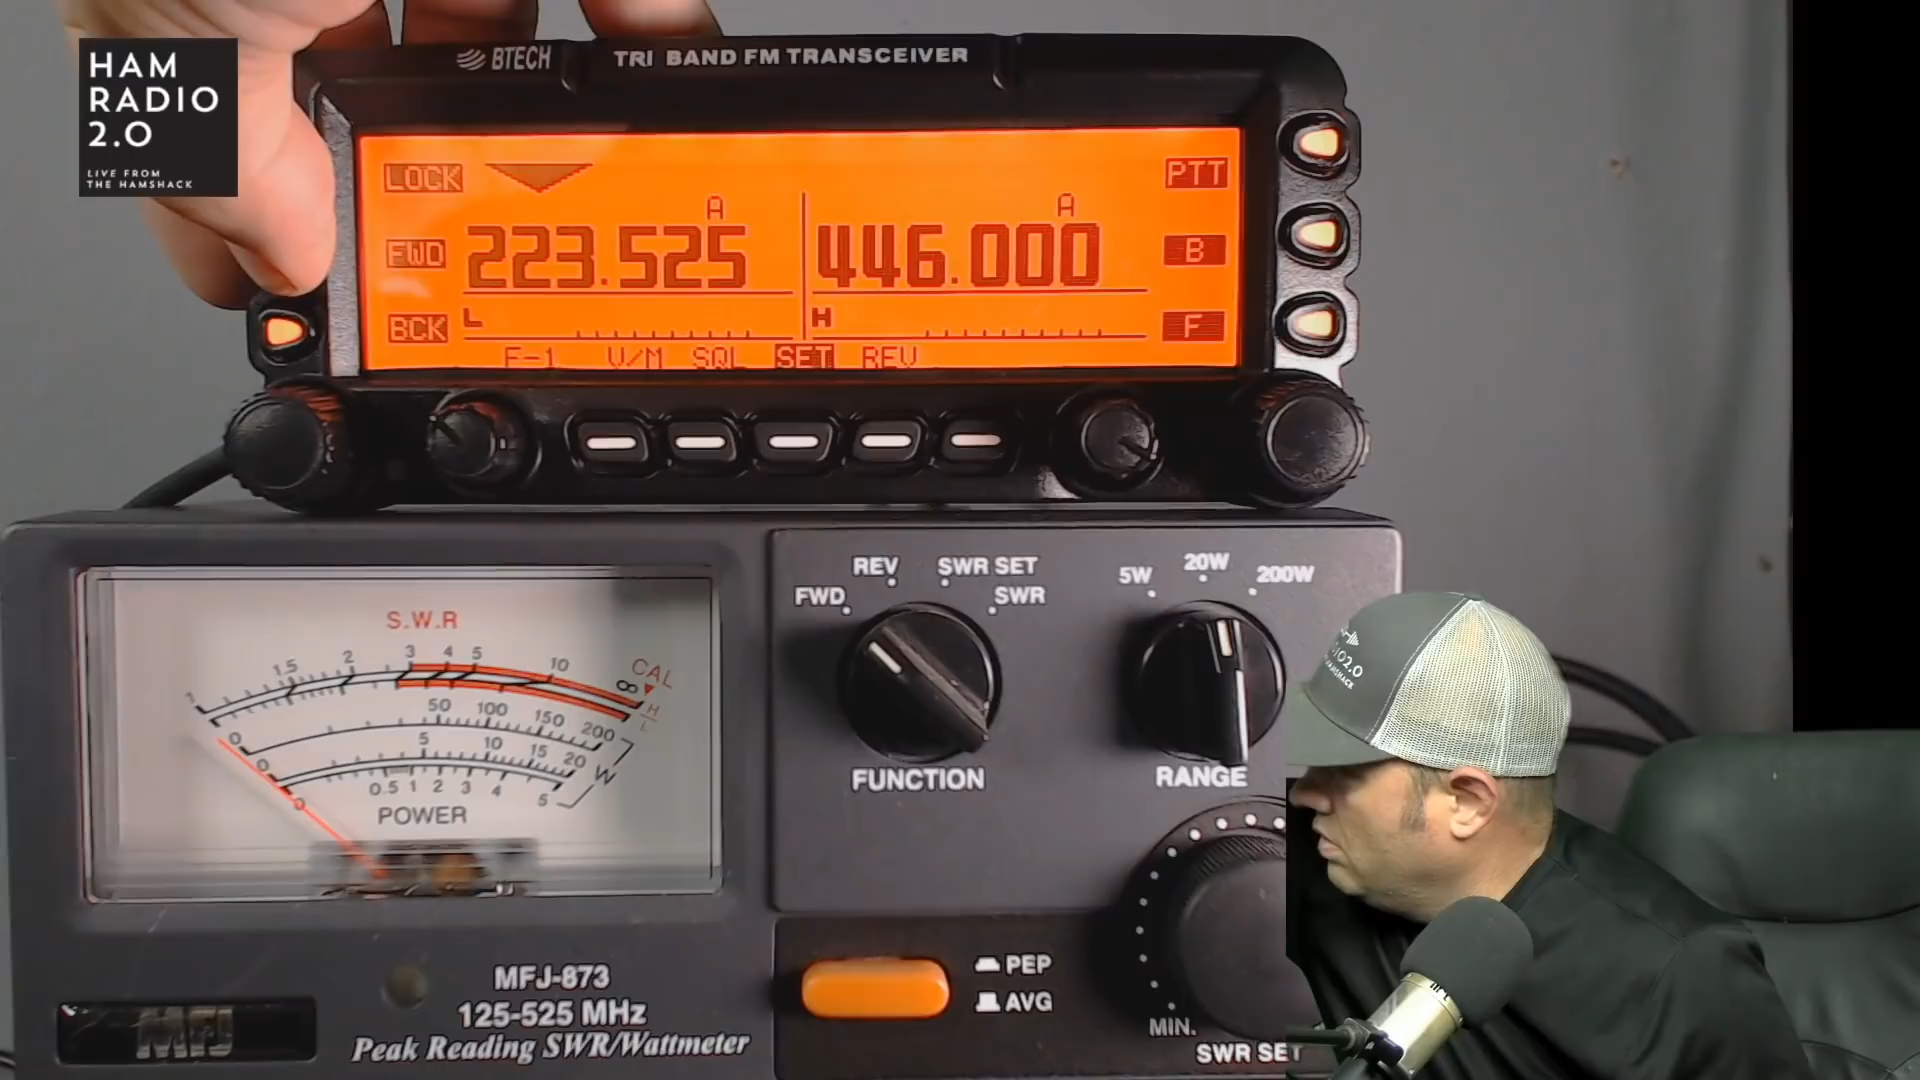 HAM
RADIO
2.0
LIVE FROM
THE HAMSHACK
BTECH
TRI BAND FM TRANSCEIVER
LOCK
PTT
A
A
FWD
223.525
446.000
B
BCK
L
H
F
F-1 V/M SQL SET REV
S.W.R
1.5 2 3 4 5 10 ∞
CAL
H
L
0 50 100 150 200
0 5 10 15 20
W
0 0.5 1 2 3 4 5
POWER
FWD REV SWR SET SWR
FUNCTION
5W 20W 200W
RANGE
PEP
AVG
MIN.
SWR SET
MFJ-873
125-525 MHz
Peak Reading SWR/Wattmeter
MFJ